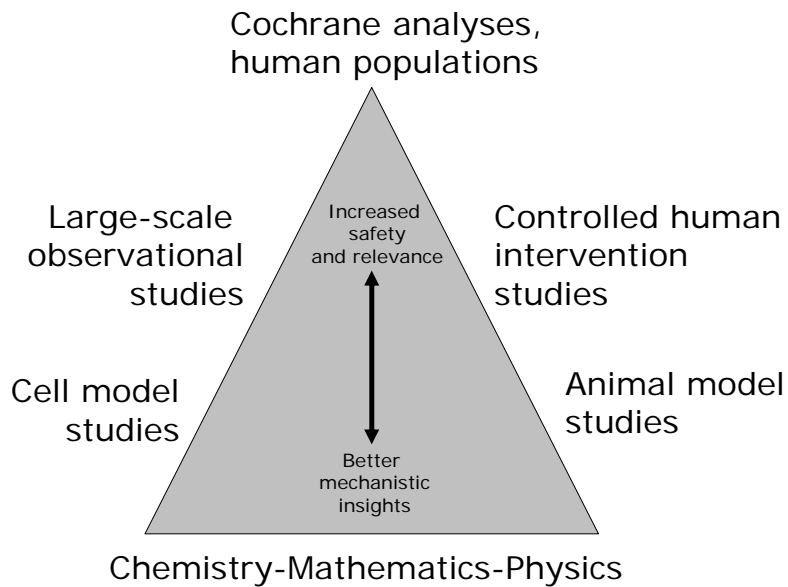 Cochrane analyses,
human populations
Large-scale
observational
studies
Increased
safety
and relevance
Controlled human
intervention
studies
Cell model
studies
Animal model
studies
Better
mechanistic
insights
Chemistry-Mathematics-Physics